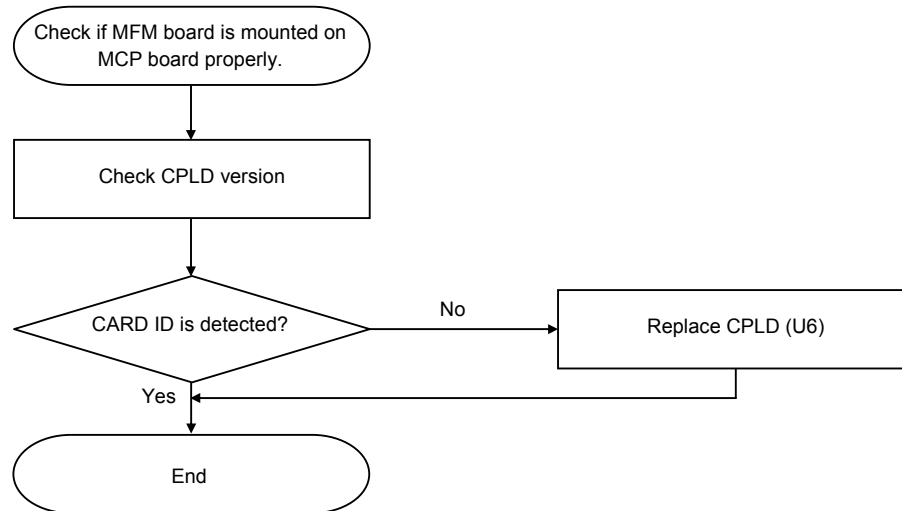 Check if MFM board is mounted on
MCP board properly.
Check CPLD version
CARD ID is detected?
No
Replace CPLD (U6)
Yes
End